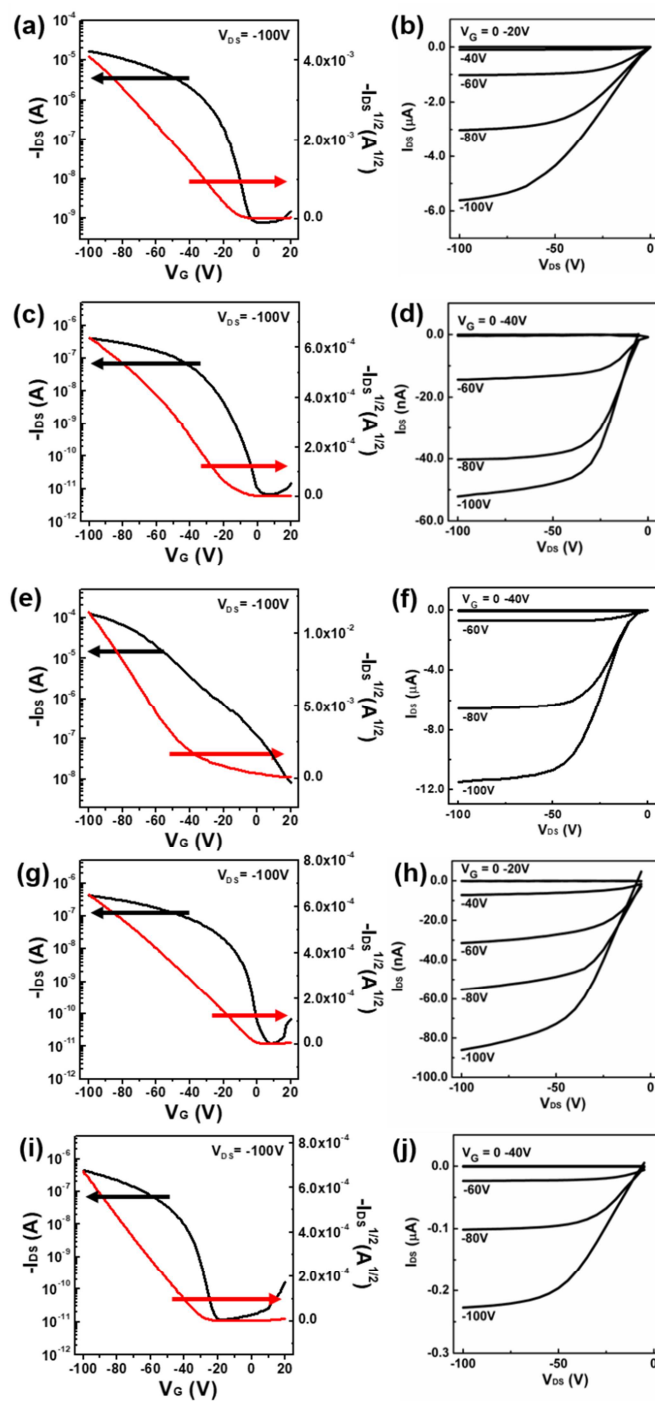 (a)
V_DS = -100V
10⁻⁴
10⁻⁵
10⁻⁶
10⁻⁷
10⁻⁸
10⁻⁹
-I_DS (A)
4.0x10⁻³
2.0x10⁻³
0.0
-I_DS^1/2 (A^1/2)
-100 -80 -60 -40 -20 0 20
V_G (V)
(b)
V_G = 0 -20V
-40V
-60V
-80V
-100V
0.0
-2.0
-4.0
-6.0
I_DS (μA)
-100 -50 0
V_DS (V)
(c)
V_DS = -100V
10⁻⁵
10⁻⁶
10⁻⁷
10⁻⁸
10⁻⁹
10⁻¹⁰
10⁻¹¹
10⁻¹²
-I_DS (A)
6.0x10⁻⁴
4.0x10⁻⁴
2.0x10⁻⁴
0.0
-I_DS^1/2 (A^1/2)
-100 -80 -60 -40 -20 0 20
V_G (V)
(d)
V_G = 0 -40V
-60V
-80V
-100V
0.0
-20.0
-40.0
-60.0
I_DS (nA)
-100 -50 0
V_DS (V)
(e)
V_DS = -100V
10⁻⁴
10⁻⁵
10⁻⁶
10⁻⁷
10⁻⁸
-I_DS (A)
1.0x10⁻²
5.0x10⁻³
0.0
-I_DS^1/2 (A^1/2)
-100 -80 -60 -40 -20 0 20
V_G (V)
(f)
V_G = 0 -40V
-60V
-80V
-100V
0.0
-4.0
-8.0
-12.0
I_DS (μA)
-100 -50 0
V_DS (V)
(g)
V_DS = -100V
10⁻⁵
10⁻⁶
10⁻⁷
10⁻⁸
10⁻⁹
10⁻¹⁰
10⁻¹¹
10⁻¹²
-I_DS (A)
8.0x10⁻⁴
6.0x10⁻⁴
4.0x10⁻⁴
2.0x10⁻⁴
0.0
-I_DS^1/2 (A^1/2)
-100 -80 -60 -40 -20 0 20
V_G (V)
(h)
V_G = 0 -20V
-40V
-60V
-80V
-100V
0.0
-20.0
-40.0
-60.0
-80.0
-100.0
I_DS (nA)
-100 -50 0
V_DS (V)
(i)
V_DS = -100V
10⁻⁵
10⁻⁶
10⁻⁷
10⁻⁸
10⁻⁹
10⁻¹⁰
10⁻¹¹
10⁻¹²
-I_DS (A)
8.0x10⁻⁴
6.0x10⁻⁴
4.0x10⁻⁴
2.0x10⁻⁴
0.0
-I_DS^1/2 (A^1/2)
-100 -80 -60 -40 -20 0 20
V_G (V)
(j)
V_G = 0 -40V
-60V
-80V
-100V
0.0
-0.1
-0.2
-0.3
I_DS (μA)
-100 -50 0
V_DS (V)